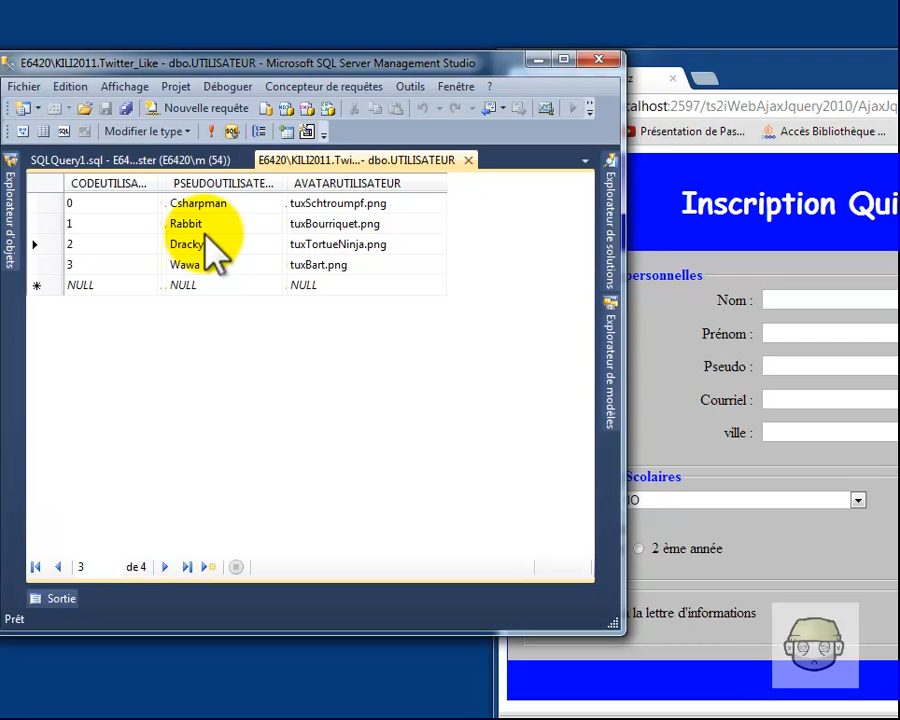 E6420\KILI2011.Twitter_Like - dbo.UTILISATEUR - Microsoft SQL Server Management Studio
Fichier Edition Affichage Projet Déboguer Concepteur de requêtes Outils Fenêtre ?
Nouvelle requête
Modifier le type
SQLQuery1.sql - E64...ster (E6420\m (54)) E6420\KILI2011.Twi...- dbo.UTILISATEUR
Explorateur d'objets
CODEUTILISA... PSEUDOUTILISATE... AVATARUTILISATEUR
0 Csharpman tuxSchtroumpf.png
1 Rabbit tuxBourriquet.png
2 Dracky tuxTortueNinja.png
3 Wawa tuxBart.png
NULL NULL NULL
3 de 4
Sortie
Prêt
Explorateur de solutions
Explorateur de modèles
calhost:2597/ts2iWebAjaxJquery2010/AjaxJq
Présentation de Pas... Accès Bibliothèque ...
Inscription Qui
personnelles
Nom :
Prénom :
Pseudo :
Courriel :
ville :
Scolaires
IO
2 ème année
à la lettre d'informations